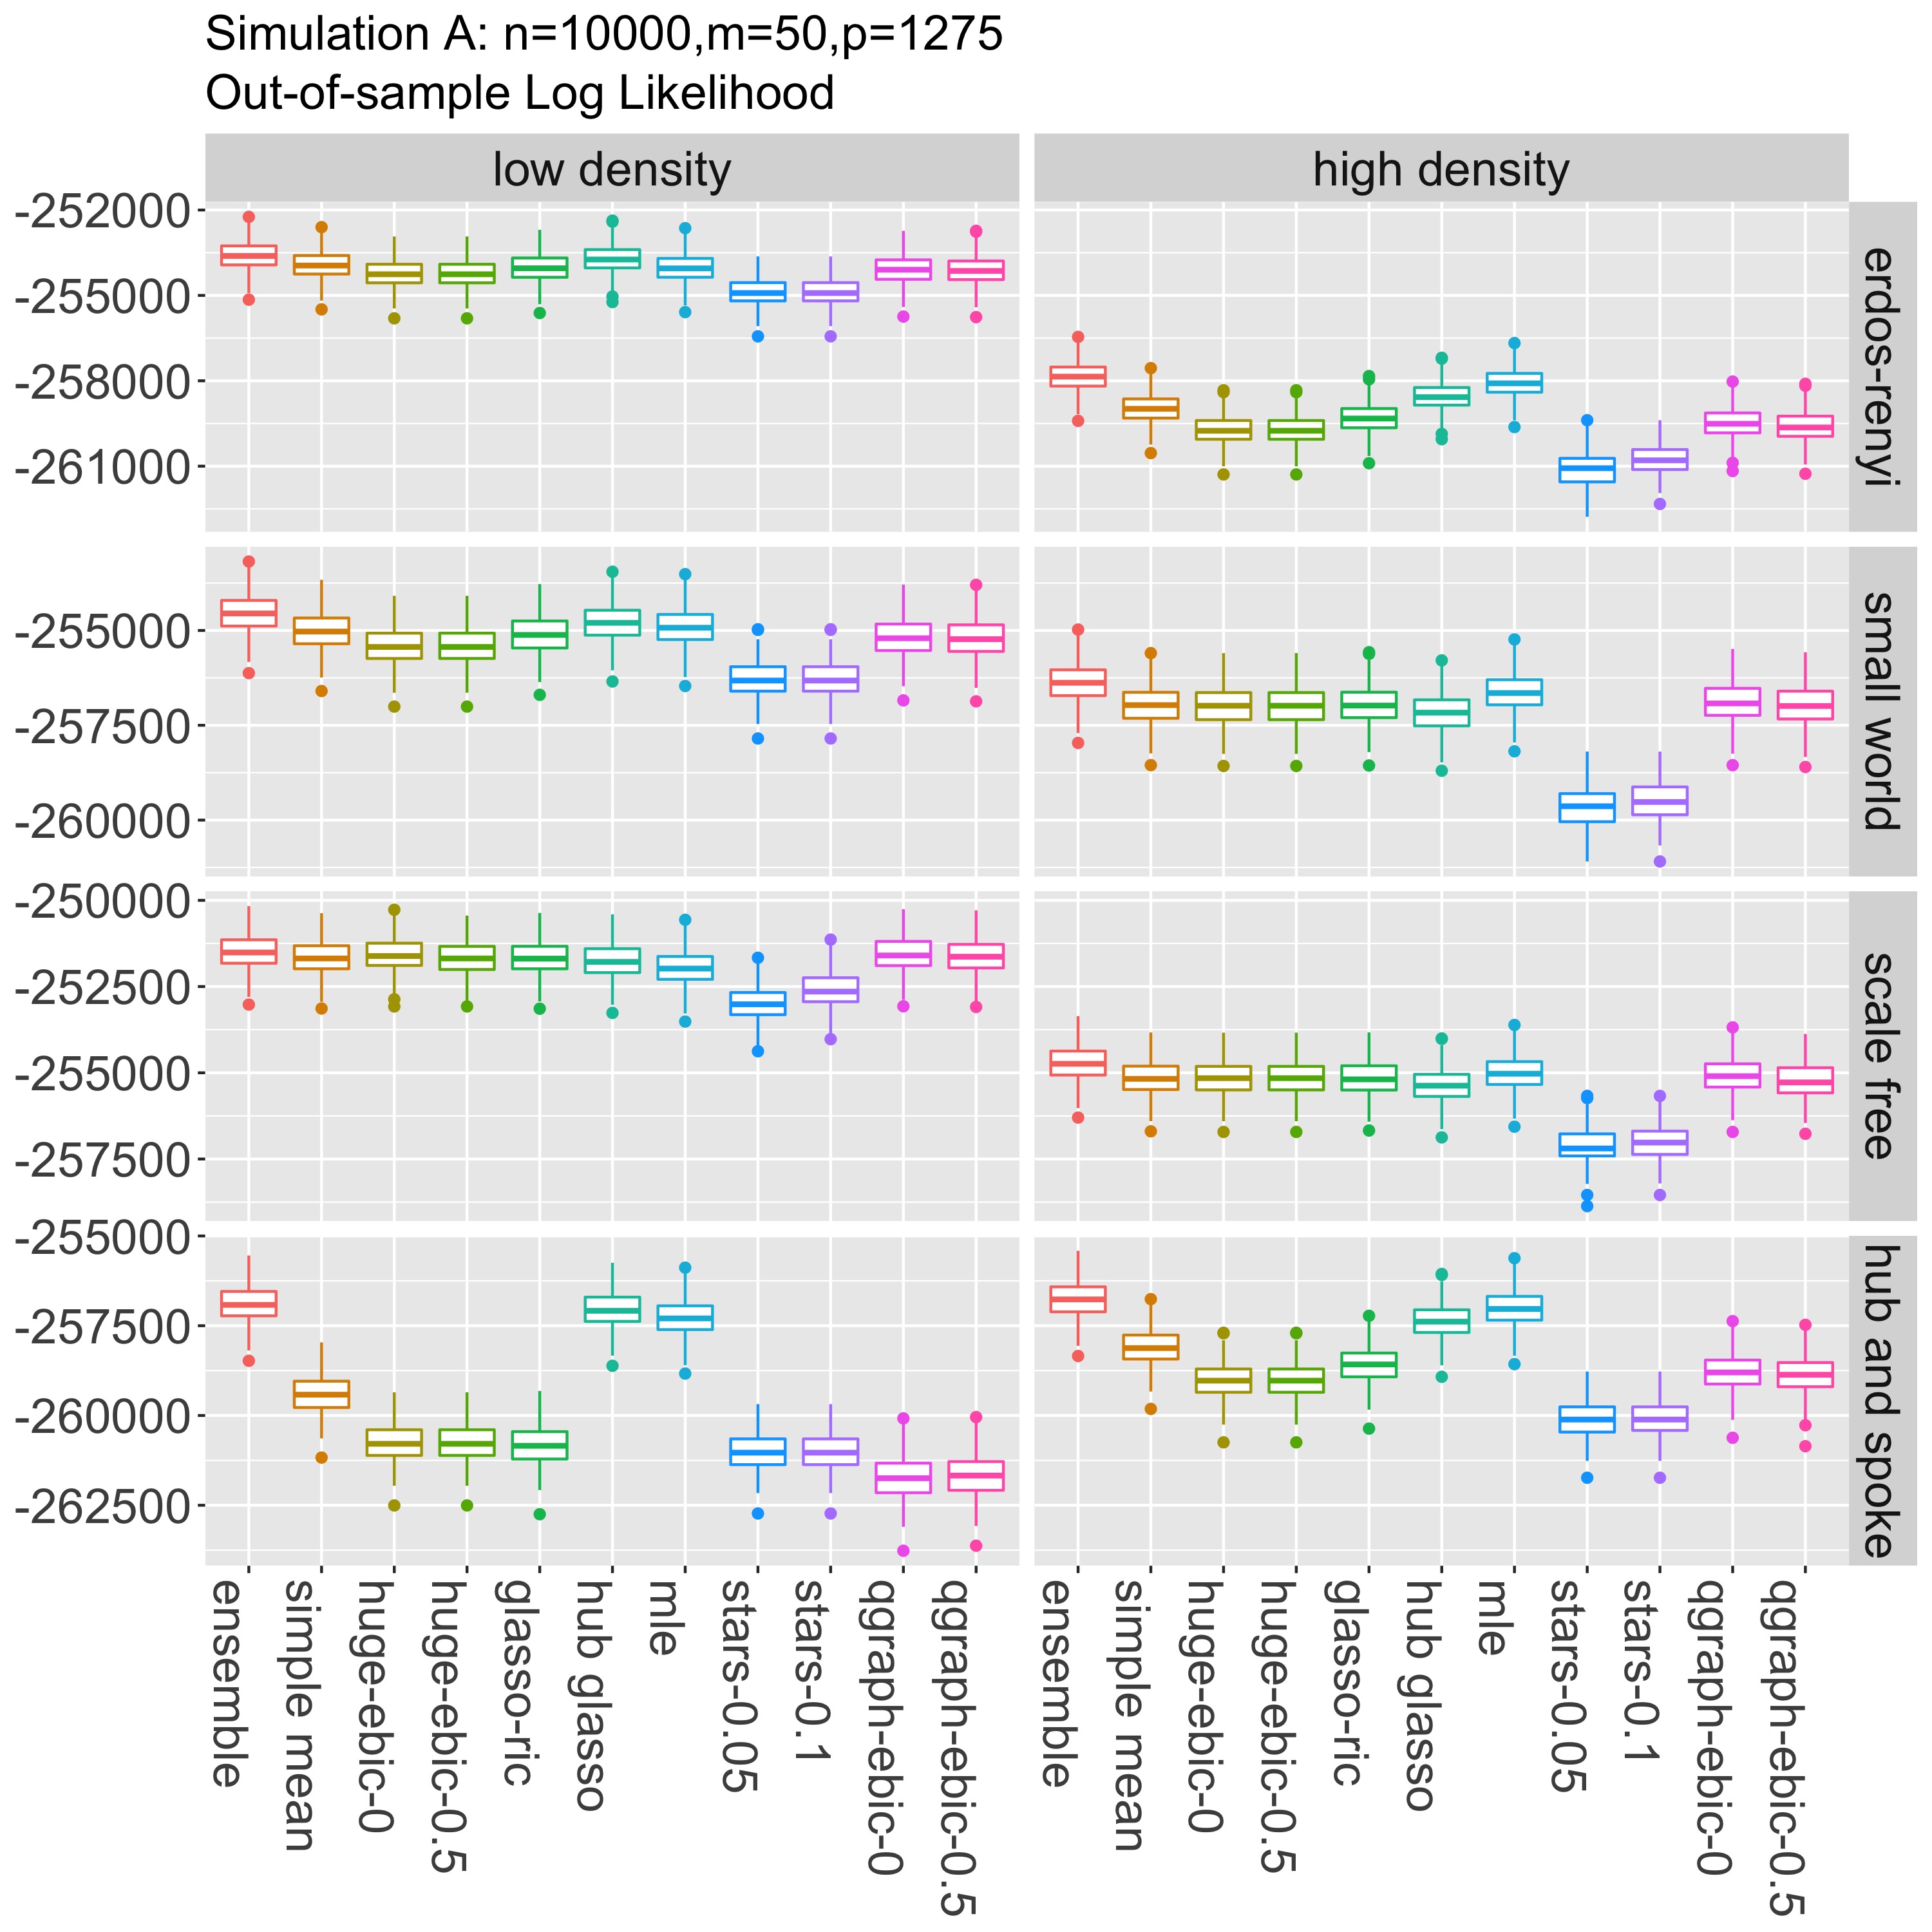 Simulation A: n=10000,m=50,p=1275
Out-of-sample Log Likelihood
low density
high density
-252000
-255000
-258000
-261000
erdos-renyi
-255000
-257500
-260000
small world
-250000
-252500
-255000
-257500
scale free
-255000
-257500
-260000
-262500
hub and spoke
ensemble
simple mean
huge-ebic-0
huge-ebic-0.5
glasso-ric
hub glasso
mle
stars-0.05
stars-0.1
qgraph-ebic-0
qgraph-ebic-0.5
ensemble
simple mean
huge-ebic-0
huge-ebic-0.5
glasso-ric
hub glasso
mle
stars-0.05
stars-0.1
qgraph-ebic-0
qgraph-ebic-0.5